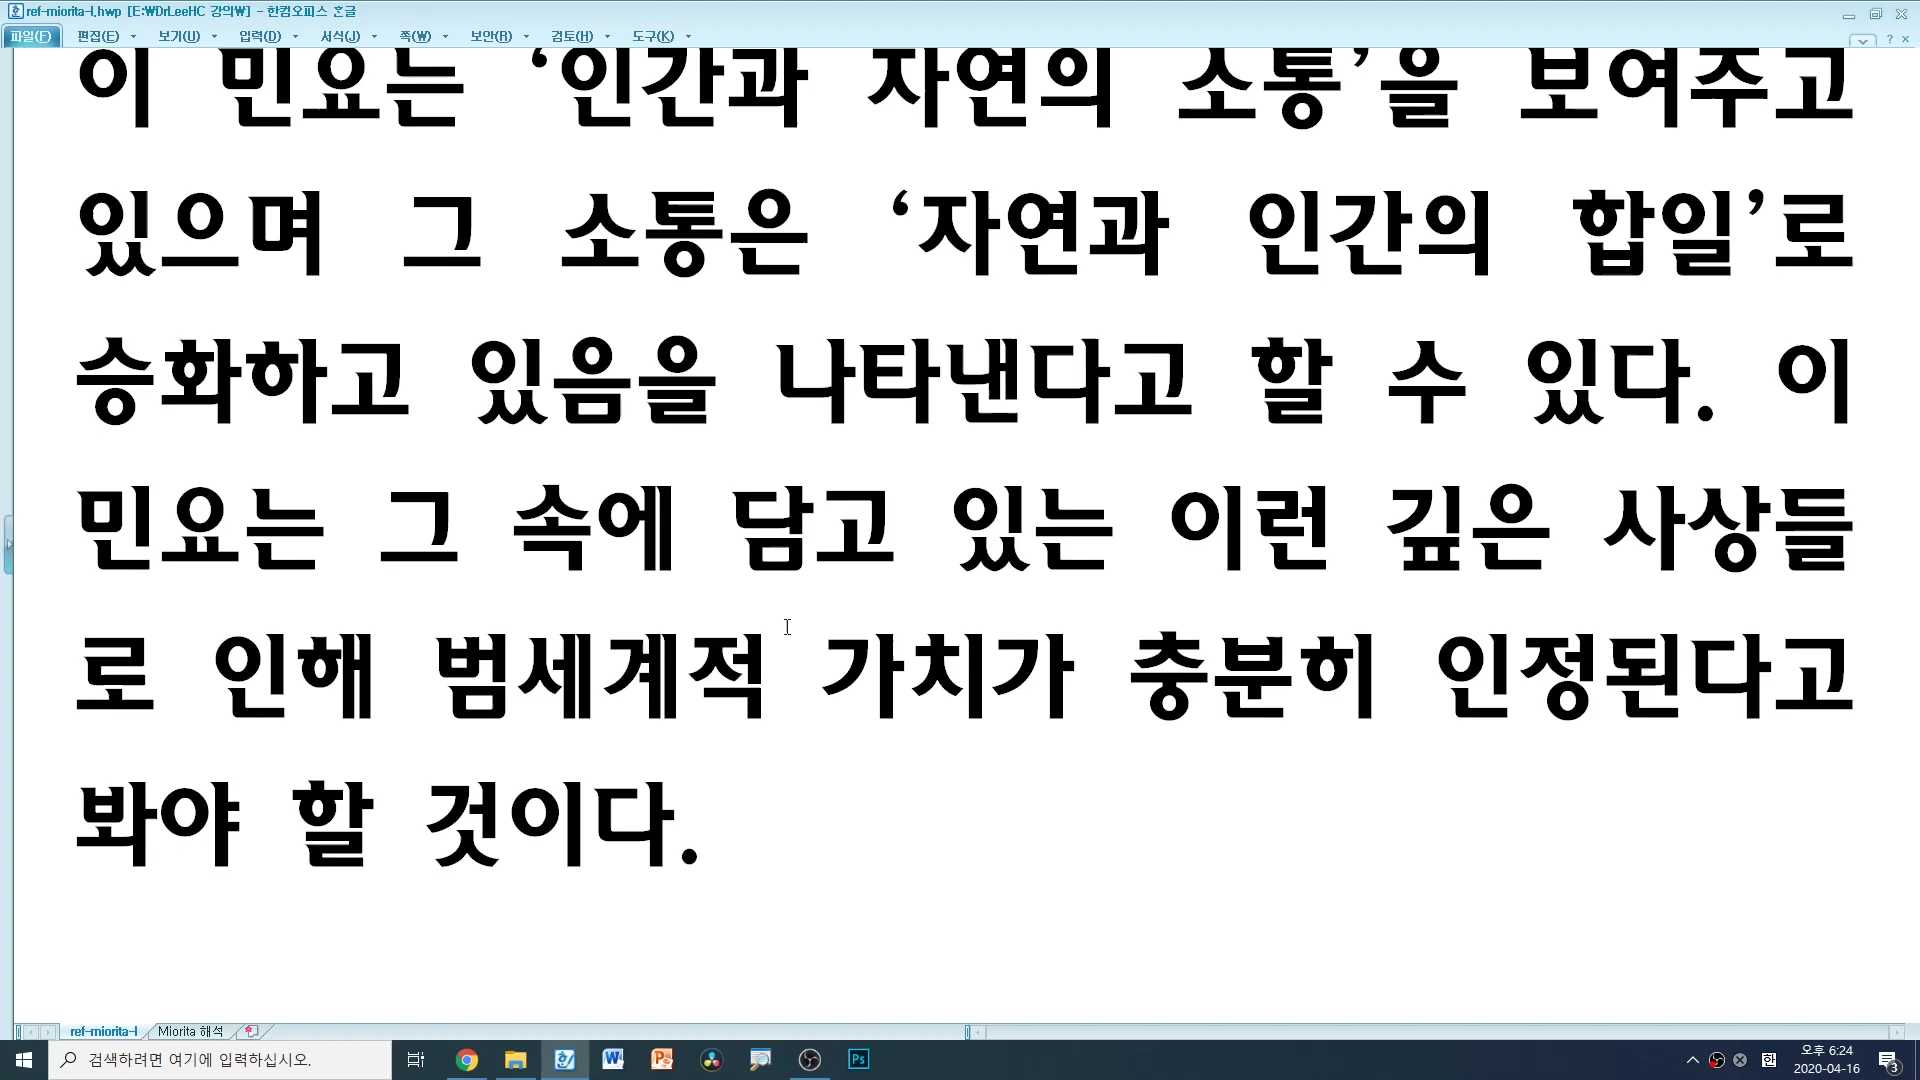 ref-miorita-I.hwp [E:\DrLeeHC 강의\] - 한컴오피스 한글
파일(F) 편집(E) 보기(U) 입력(D) 서식(J) 쪽(W) 보안(R) 검토(H) 도구(K)
이 민요는 ‘인간과 자연의 소통’을 보여주고
있으며 그 소통은 ‘자연과 인간의 합일’로
승화하고 있음을 나타낸다고 할 수 있다. 이
민요는 그 속에 담고 있는 이런 깊은 사상들
로 인해 범세계적 가치가 충분히 인정된다고
봐야 할 것이다.
ref-miorita-I Miorita 해석
검색하려면 여기에 입력하십시오.
한
오후 6:24
2020-04-16
3
Ps